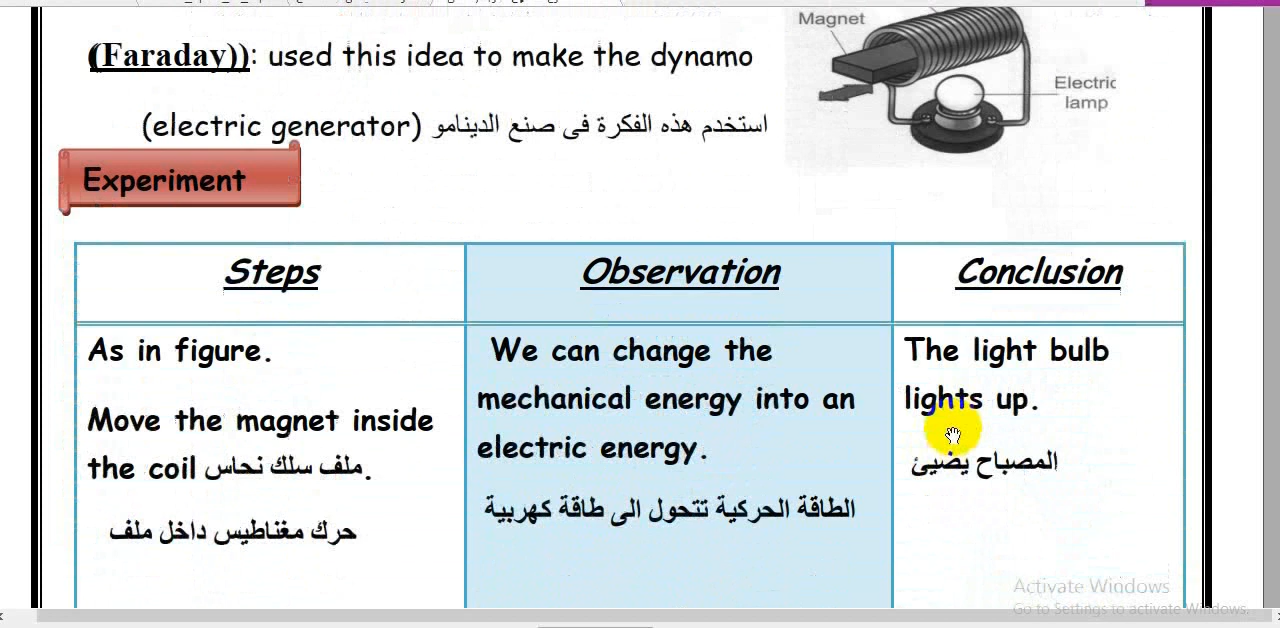 Magnet
(Faraday)): used this idea to make the dynamo
Electric
lamp
استخدم هذه الفكرة فى صنع الدينامو (electric generator)
Experiment
Steps
Observation
Conclusion
As in figure.
Move the magnet inside
the coil ملف سلك نحاس.
حرك مغناطيس داخل ملف
We can change the
mechanical energy into an
electric energy.
الطاقة الحركية تتحول الى طاقة كهربية
The light bulb
lights up.
المصباح يضيئ
Activate Windows
Go to Settings to activate Windows.